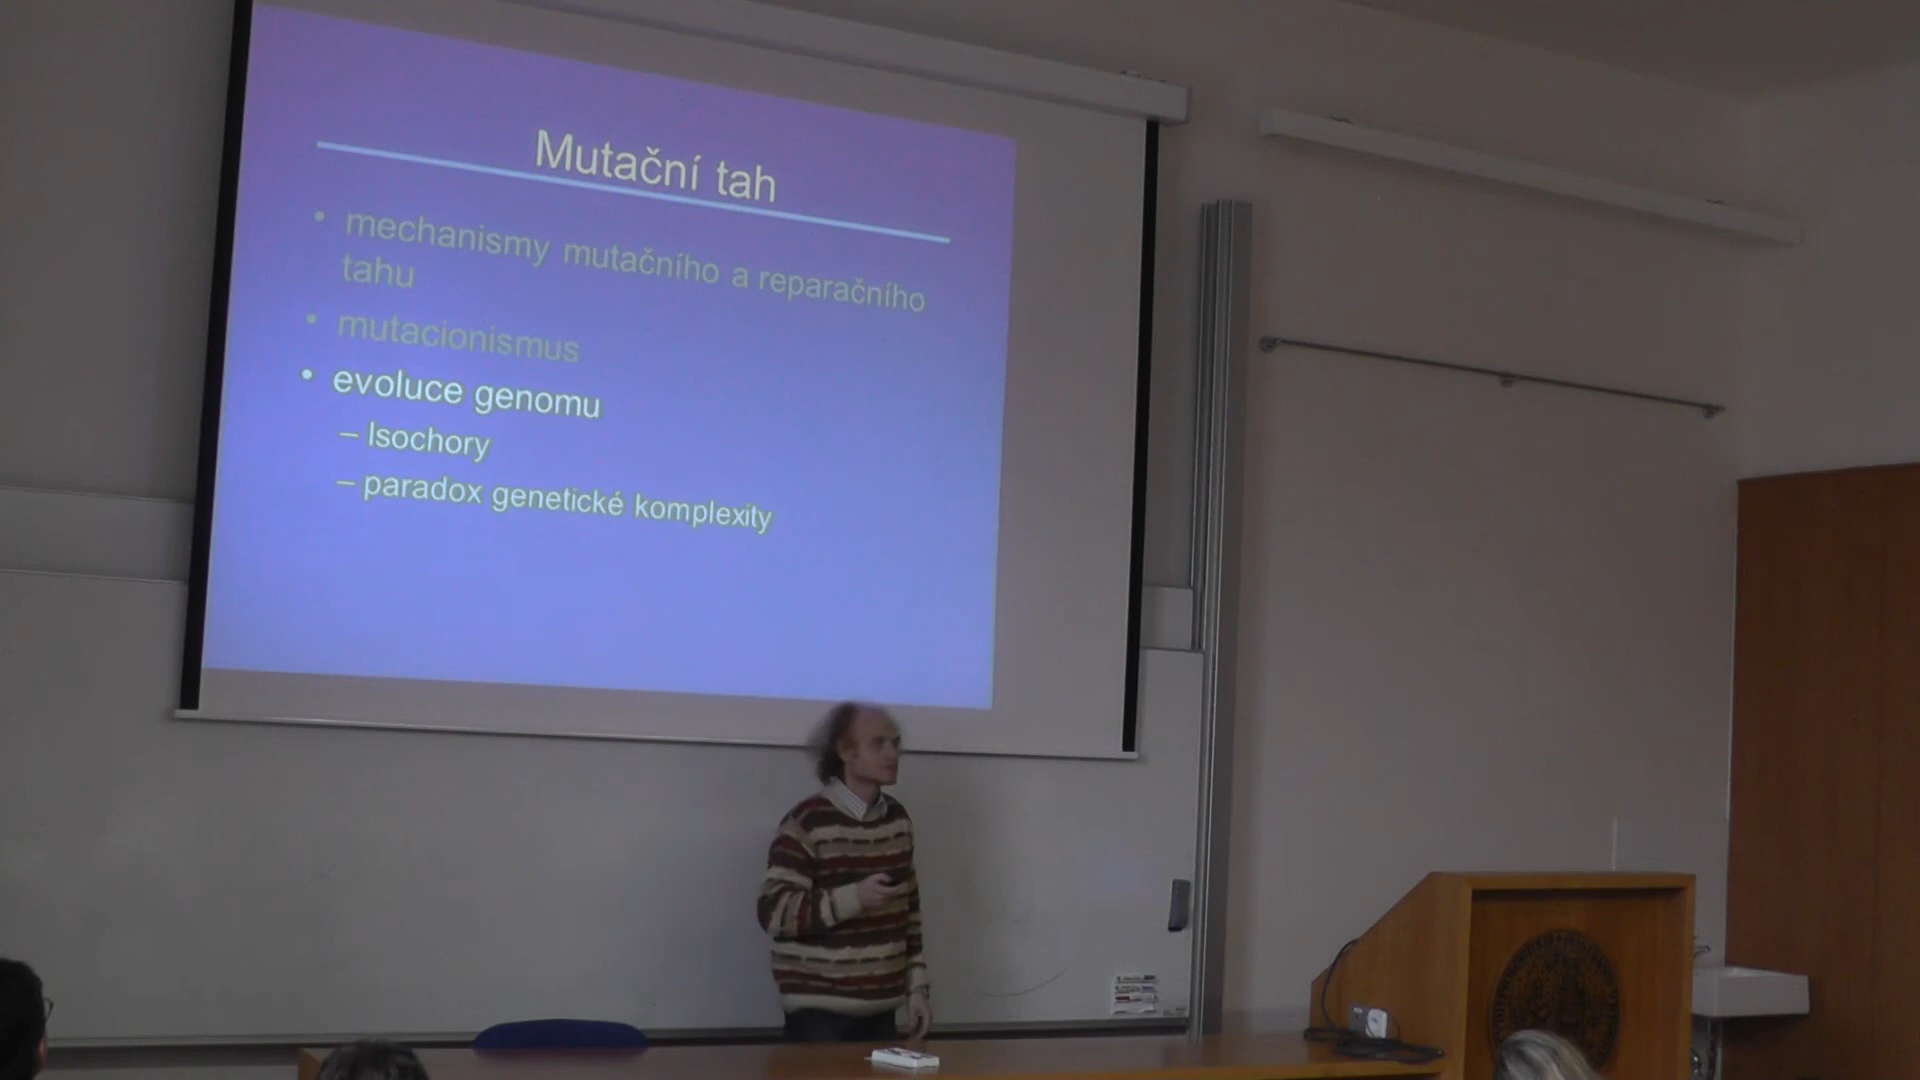 Mutační tah
• mechanismy mutačního a reparačního
tahu
• mutacionismus
• evoluce genomu
– Isochory
– paradox genetické komplexity